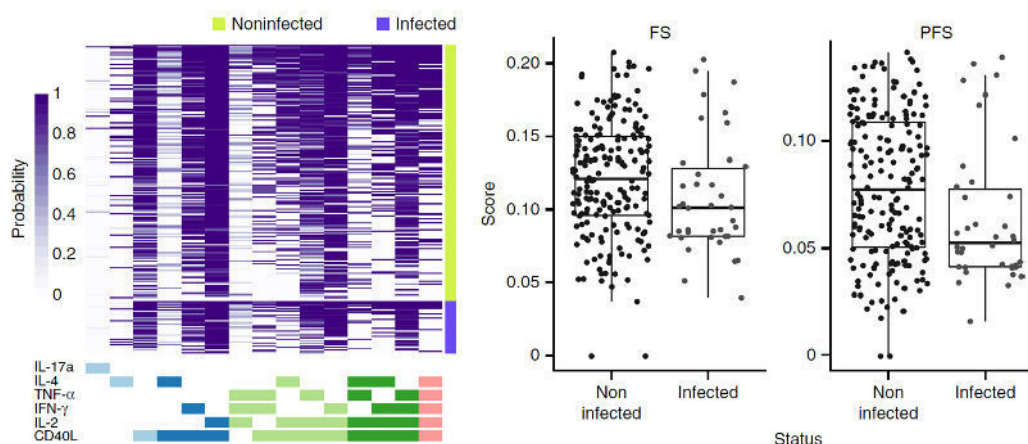 Noninfected
Infected
Probability
1
0.8
0.6
0.4
0.2
0
IL-17a
IL-4
TNF-α
IFN-γ
IL-2
CD40L
FS
PFS
Score
0.20
0.15
0.10
0.05
0
0.10
0.05
0
Non
infected
Infected
Non
infected
Infected
Status